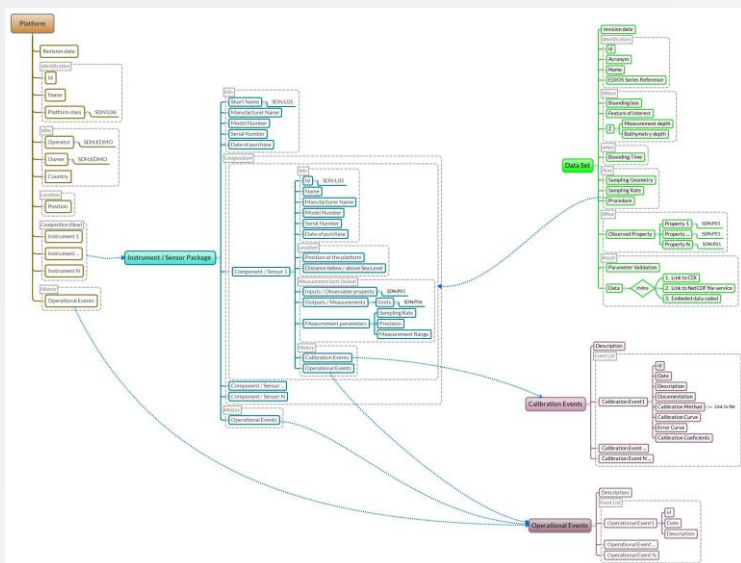 Platform
Revision date
Identification
Id
Name
Platform class
SDN:L06
Who
Operator
SDN:EDMO
Owner
SDN:EDMO
Country
Location
Position
Composition (Now)
Instrument 1
Instrument ...
Instrument N
History
Operational Events
Instrument / Sensor Package
Info
Short Name
SDN:L05
Manufacturer Name
Model Number
Serial Number
Date of purchase
Composition
Component / Sensor 1
Info
Id
SDN:L05
Name
Manufacturer Name
Model Number
Serial Number
Date of purchase
Location
Position at the platform
Distance below / above Sea Level
Inputs / Observable property
SDN:P01
Outputs / Measurements
Units
SDN:P06
Measurement parameters
Sampling Rate
Precision
Measurement Range
History
Calibration Events
Operational Events
Component / Sensor ...
Component / Sensor N
History
Operational Events
Data Set
revision date
Identification
Id
Acronym
Name
EDIOS Series Reference
Where
Bounding box
Feature of interest
Z
Measurement depth
Bathymetry depth
when
Bounding Time
How
Sampling Geometry
Sampling Rate
Procedure
What
Observed Property
Property 1
SDN:P01
Property ...
SDN:P01
Property N
SDN:P01
Result
Parameter Validation
Data
choice
1. Link to CDI
2. Link to NetCDF file service
3. Embeded data coded
Calibration Events
Description
Event List
Calibration Event1
Id
Date
Description
Documentation
Calibration Method
Link to file
Calibration Curve
Error Curve
Calibration Coeficients
Calibration Event ...
Calibration Event N ...
Operational Events
Description
Event List
Operational Event1
Id
Date
Description
Operational Event ...
Operational Event N